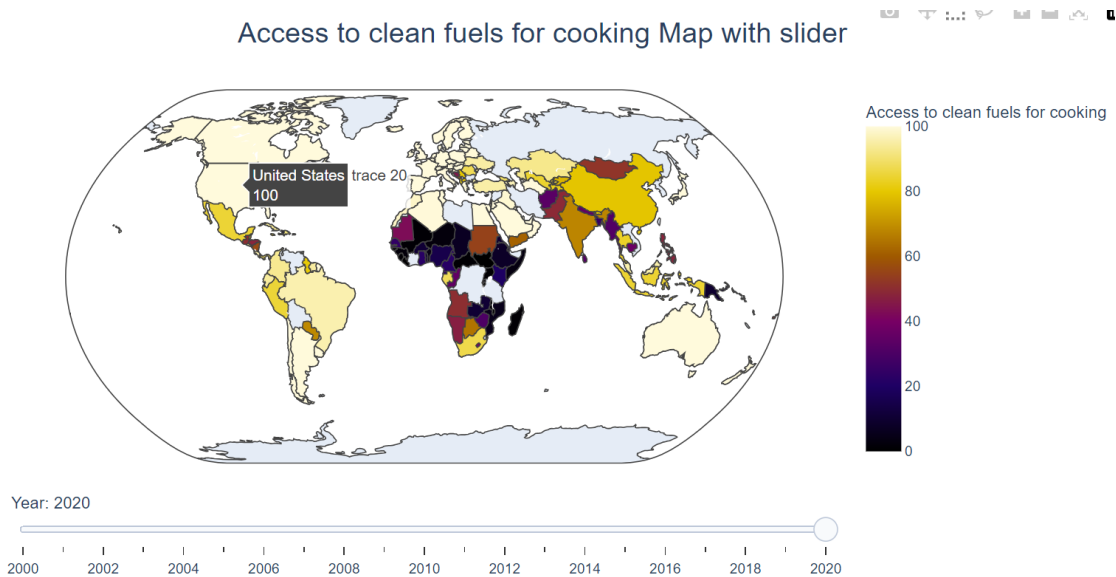 Access to clean fuels for cooking Map with slider
Access to clean fuels for cooking
100
80
60
40
20
0
United States trace 20
100
Year: 2020
2000 2002 2004 2006 2008 2010 2012 2014 2016 2018 2020